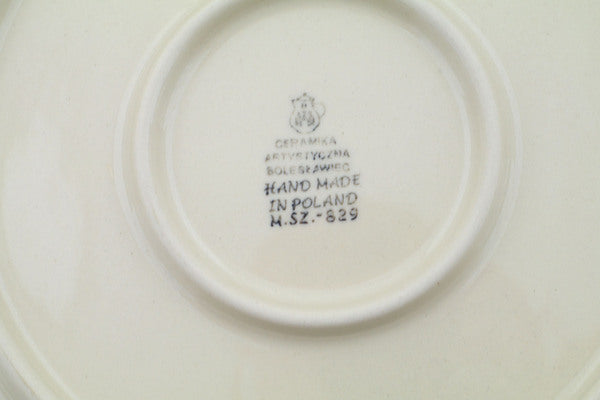 CERAMIKA
ARTYSTYCZNA
BOLESŁAWIEC
HAND MADE
IN POLAND
M.SZ.-829